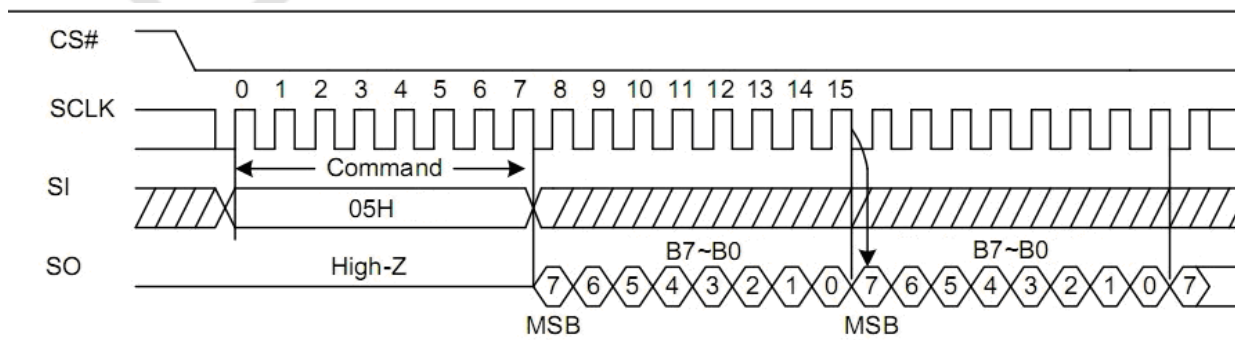 CS#
0 1 2 3 4 5 6 7 8 9 10 11 12 13 14 15
SCLK
Command
SI
05H
B7~B0 B7~B0
SO High-Z
7 6 5 4 3 2 1 0 7 6 5 4 3 2 1 0 7
MSB MSB